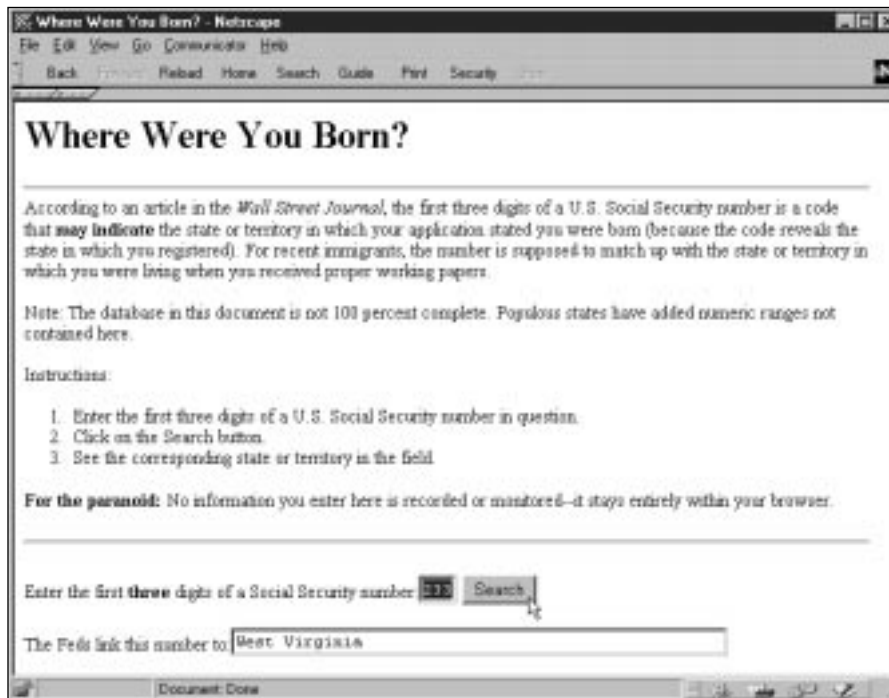 Where Were You Born? - Netscape
File Edit View Go Communicator Help
Back Forward Reload Home Search Guide Print Security
Where Were You Born?
According to an article in the Wall Street Journal, the first three digits of a U.S. Social Security number is a code
that may indicate the state or territory in which your application stated you were born (because the code reveals the
state in which you registered). For recent immigrants, the number is supposed to match up with the state or territory in
which you were living when you received proper working papers.
Note: The database in this document is not 100 percent complete. Populous states have added numeric ranges not
contained here.
Instructions:
1. Enter the first three digits of a U.S. Social Security number in question.
2. Click on the Search button.
3. See the corresponding state or territory in the field.
For the paranoid: No information you enter here is recorded or monitored--it stays entirely within your browser.
Enter the first three digits of a Social Security number: Search
The Feds link this number to: West Virginia
Document: Done